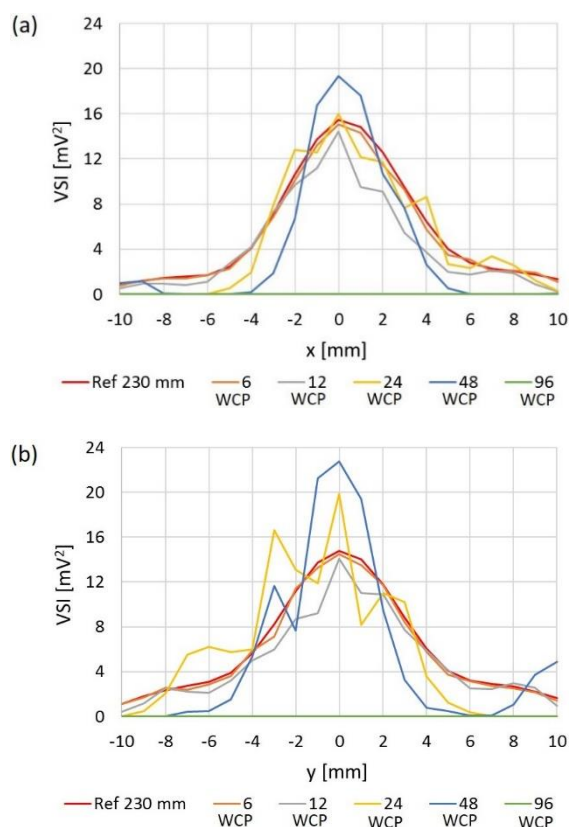 (a)
24
20
16
12
8
4
0
VSI [mV²]
-10 -8 -6 -4 -2 0 2 4 6 8 10
x [mm]
Ref 230 mm 6 12 24 48 96
WCP WCP WCP WCP WCP
(b)
24
20
16
12
8
4
0
VSI [mV²]
-10 -8 -6 -4 -2 0 2 4 6 8 10
y [mm]
Ref 230 mm 6 12 24 48 96
WCP WCP WCP WCP WCP